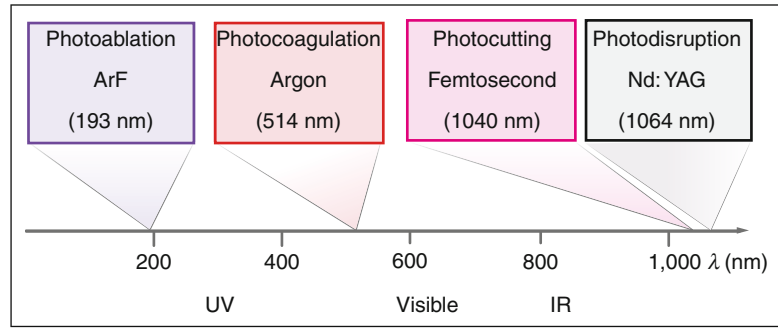 Photoablation
ArF
(193 nm)
Photocoagulation
Argon
(514 nm)
Photocutting
Femtosecond
(1040 nm)
Photodisruption
Nd: YAG
(1064 nm)
200 400 600 800 1,000 λ (nm)
UV Visible IR